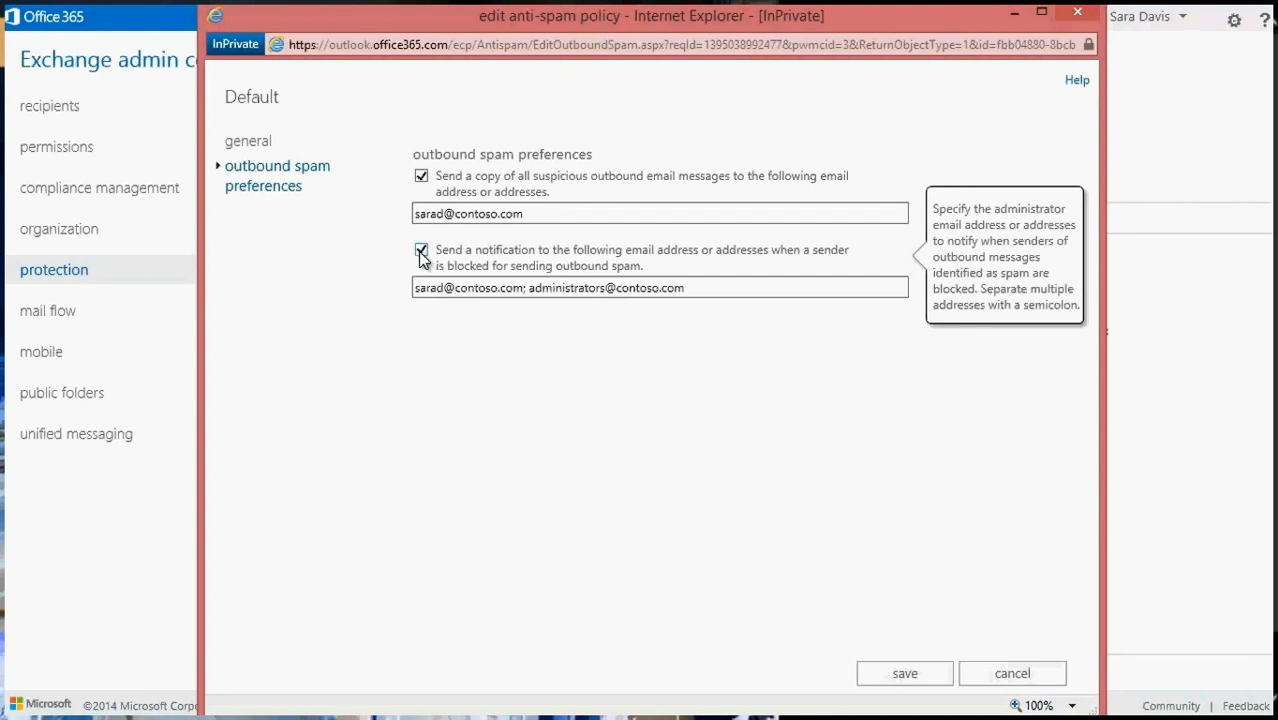 Office 365
edit anti-spam policy - Internet Explorer - [InPrivate]
Sara Davis
?
InPrivate
https://outlook.office365.com/ecp/Antispam/EditOutboundSpam.aspx?reqId=1395038992477&pwmcid=3&ReturnObjectType=1&id=fbb04880-8bcb
Exchange admin c
Help
Default
recipients
permissions
compliance management
organization
protection
mail flow
mobile
public folders
unified messaging
general
outbound spam
preferences
outbound spam preferences
Send a copy of all suspicious outbound email messages to the following email
address or addresses.
sarad@contoso.com
Send a notification to the following email address or addresses when a sender
is blocked for sending outbound spam.
sarad@contoso.com; administrators@contoso.com
Specify the administrator
email address or addresses
to notify when senders of
outbound messages
identified as spam are
blocked. Separate multiple
addresses with a semicolon.
save
cancel
Microsoft
©2014 Microsoft Corpo
100%
Community
Feedback